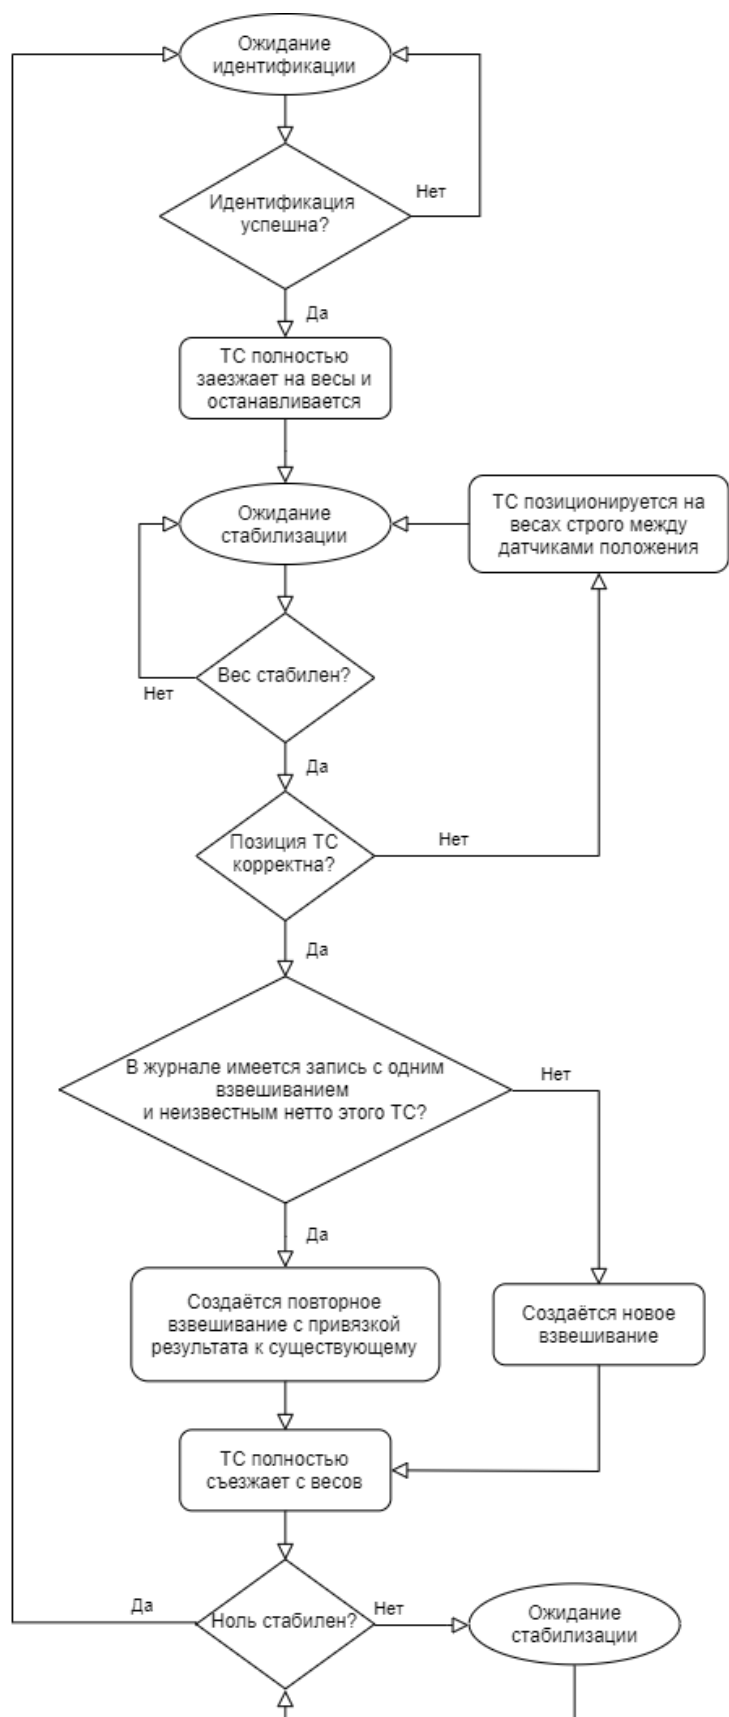 Ожидание
идентификации
Идентификация
успешна?
Нет
Да
ТС полностью
заезжает на весы и
останавливается
Ожидание
стабилизации
ТС позиционируется на
весах строго между
датчиками положения
Вес стабилен?
Нет
Да
Позиция ТС
корректна?
Нет
Да
В журнале имеется запись с одним
взвешиванием
и неизвестным нетто этого ТС?
Нет
Да
Создаётся повторное
взвешивание с привязкой
результата к существующему
Создаётся новое
взвешивание
ТС полностью
съезжает с весов
Да
Ноль стабилен?
Нет
Ожидание
стабилизации